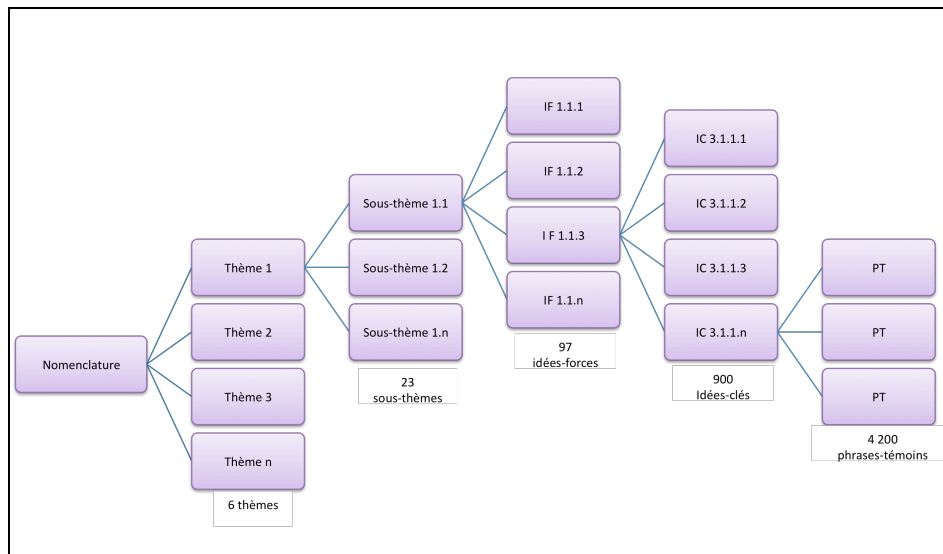 Nomenclature
Thème 1
Thème 2
Thème 3
Thème n
6 thèmes
Sous-thème 1.1
Sous-thème 1.2
Sous-thème 1.n
23
sous-thèmes
IF 1.1.1
IF 1.1.2
I F 1.1.3
IF 1.1.n
97
idées-forces
IC 3.1.1.1
IC 3.1.1.2
IC 3.1.1.3
IC 3.1.1.n
900
Idées-clés
PT
PT
PT
4 200
phrases-témoins